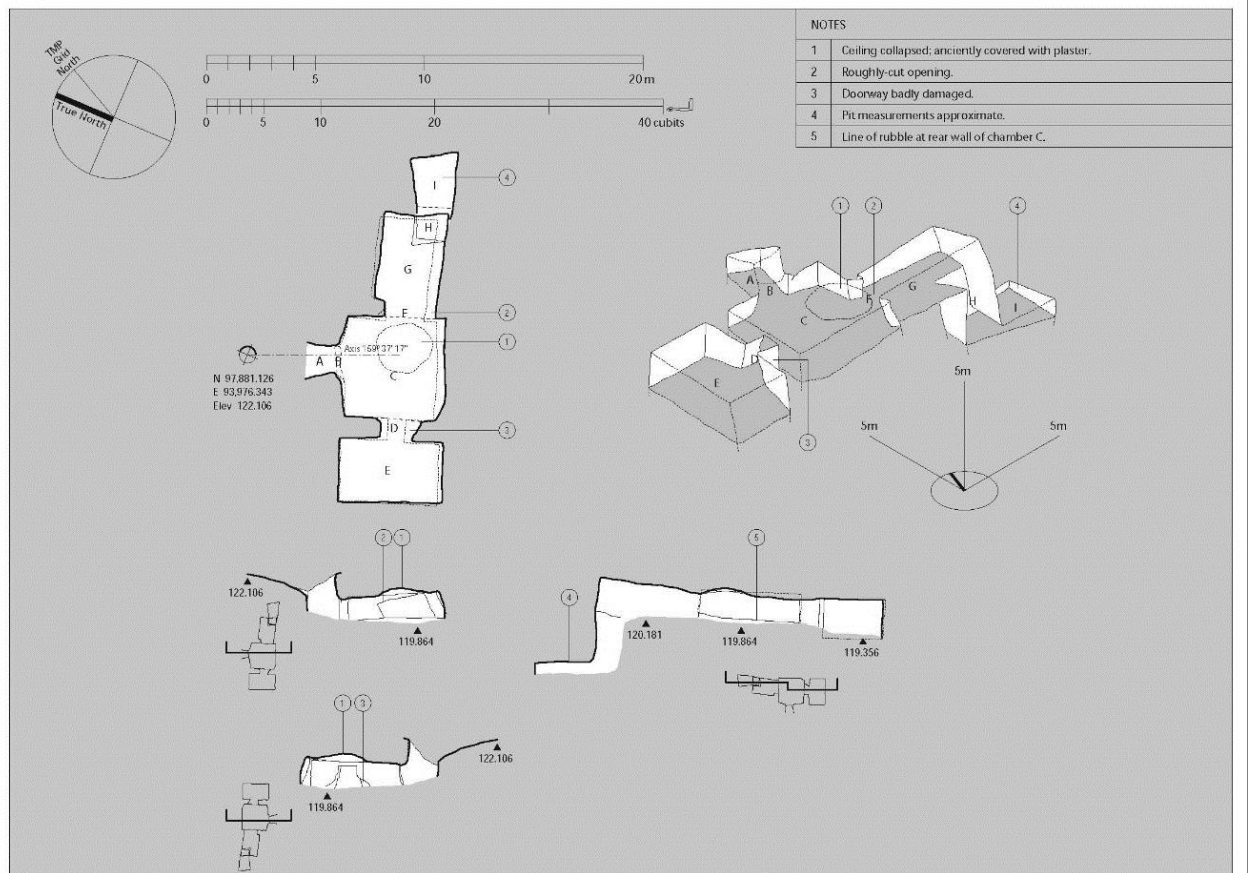 NOTES
1 Ceiling collapsed; anciently covered with plaster.
2 Roughly-cut opening.
3 Doorway badly damaged.
4 Pit measurements approximate.
5 Line of rubble at rear wall of chamber C.
TMP
Grid
North
True North
0 5 10 20 m
0 5 10 20 40 cubits
I
4
H
G
F
2
1
Axis 159° 37' 17"
A
B
C
N 97,881.126
E 93,976.343
Elev 122.106
D
3
E
1
2
4
A
B
F
G
H
I
C
D
E
3
5m
5m
5m
2
1
122.106
119.864
5
4
120.181
119.864
119.356
1
3
122.106
119.864